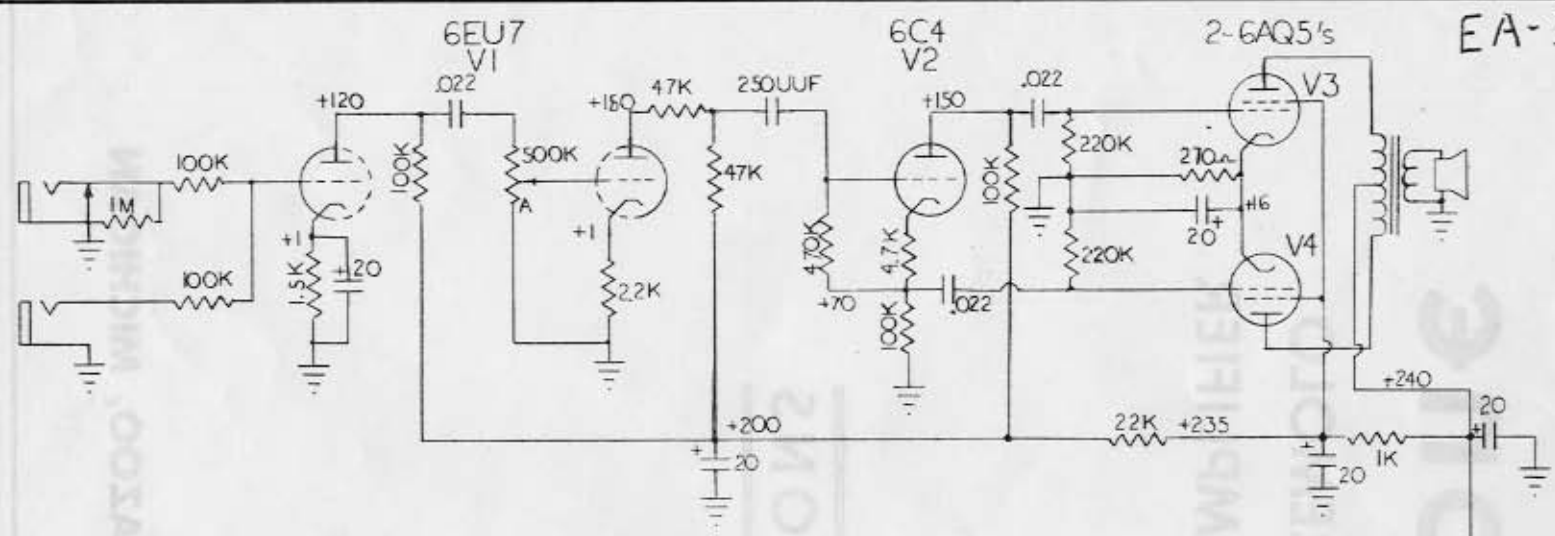 6EU7
V1
6C4
V2
2-6AQ5's
EA-
+120
.022
+180
47K
250UUF
+150
.022
V3
100K
100K
500K
47K
100K
220K
270Ω
1M
A
+1
+1
470K
4.7K
+16
20
+
220K
V4
100K
1.5K
+
20
2.2K
+70
.022
100K
+240
+200
22K
+235
20
+
+
20
+
20
1K